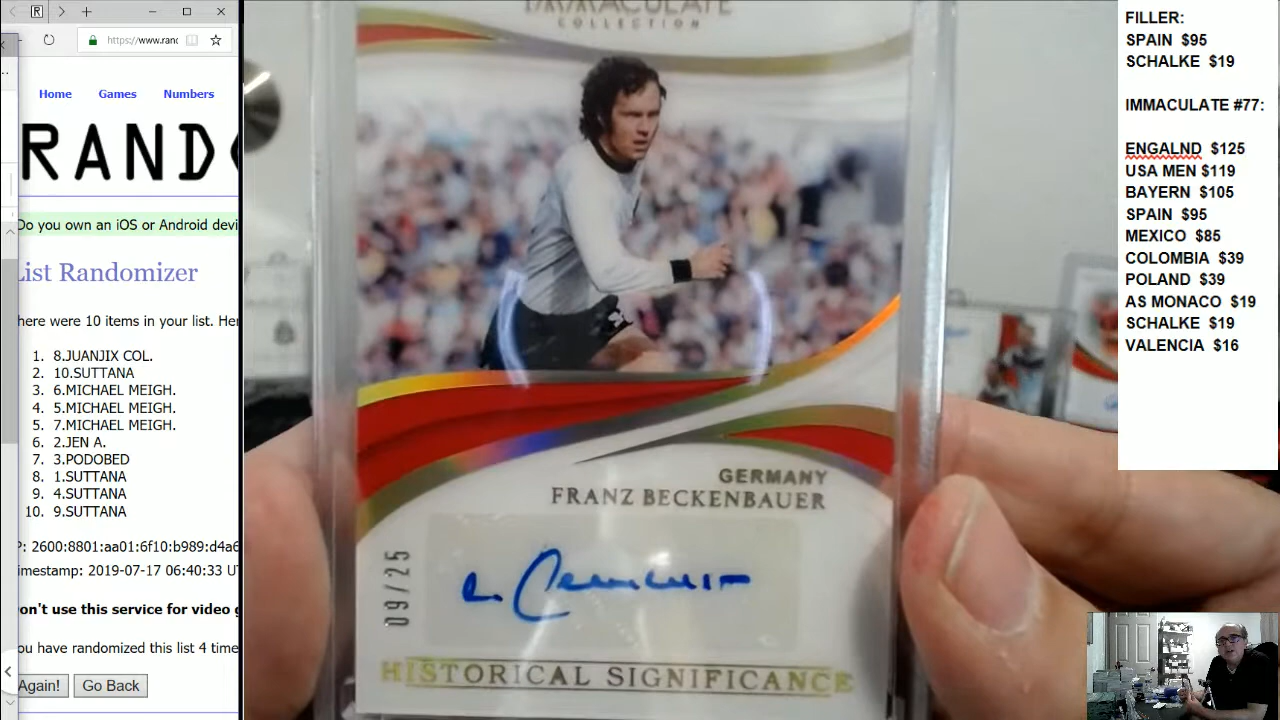 R
https://www.ranc
Home Games Numbers
RANDO
Do you own an iOS or Android devi
List Randomizer
here were 10 items in your list. Her
1. 8.JUANJIX COL.
2. 10.SUTTANA
3. 6.MICHAEL MEIGH.
4. 5.MICHAEL MEIGH.
5. 7.MICHAEL MEIGH.
6. 2.JEN A.
7. 3.PODOBED
8. 1.SUTTANA
9. 4.SUTTANA
10. 9.SUTTANA
P: 2600:8801:aa01:6f10:b989:d4a6
imestamp: 2019-07-17 06:40:33 U
on't use this service for video g
ou have randomized this list 4 time
Again! Go Back
IMMACULATE
COLLECTION
GERMANY
FRANZ BECKENBAUER
09/25
HISTORICAL SIGNIFICANCE
FILLER:
SPAIN $95
SCHALKE $19
IMMACULATE #77:
ENGALND $125
USA MEN $119
BAYERN $105
SPAIN $95
MEXICO $85
COLOMBIA $39
POLAND $39
AS MONACO $19
SCHALKE $19
VALENCIA $16